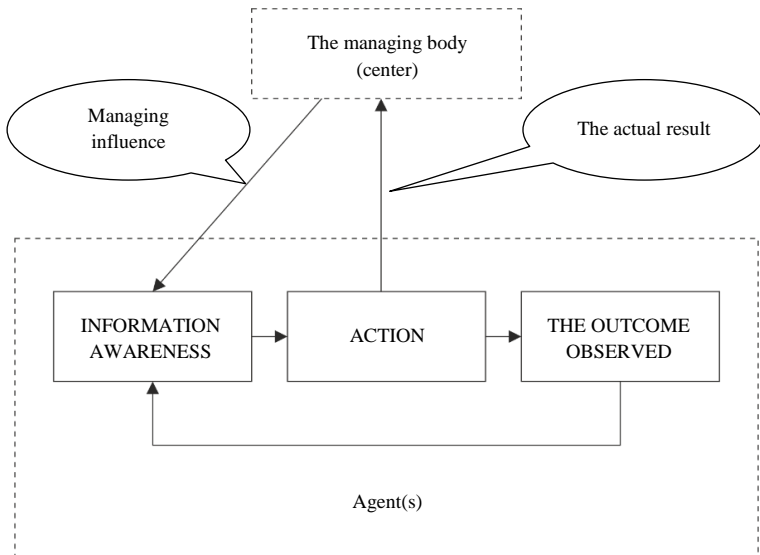 The managing body
(center)
Managing
influence
The actual result
INFORMATION
AWARENESS
ACTION
THE OUTCOME
OBSERVED
Agent(s)